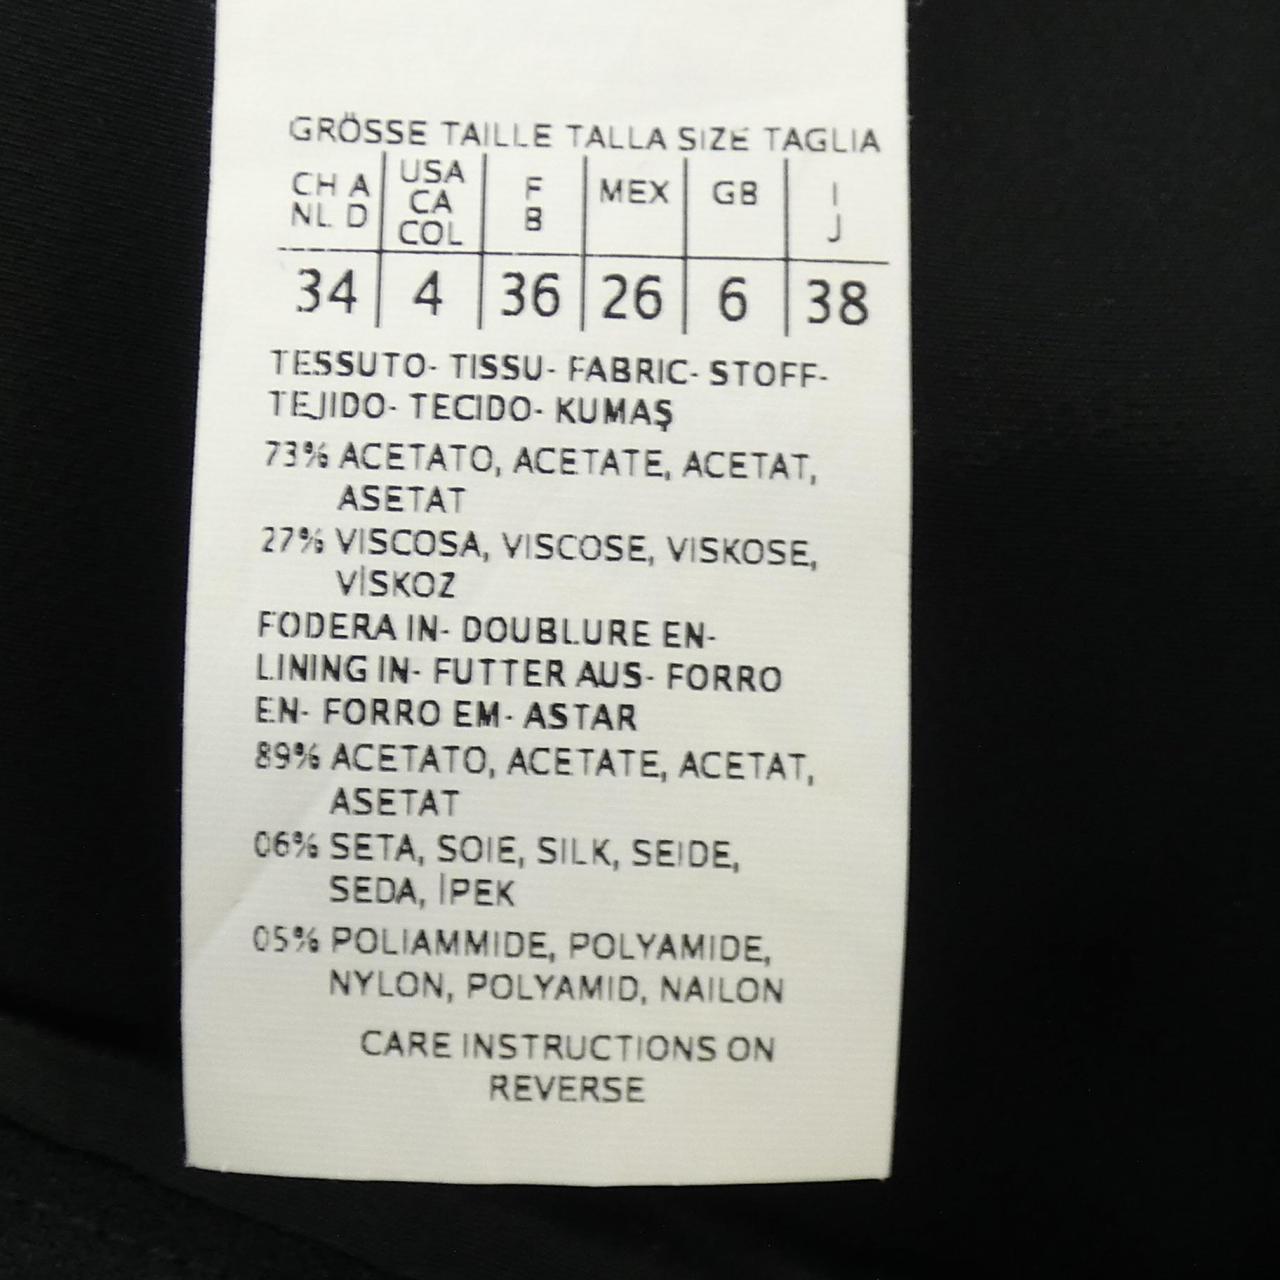 GRÖSSE TAILLE TALLA SIZE TAGLIA
CH A NL D | USA CA COL | F B | MEX | GB | I J
34 | 4 | 36 | 26 | 6 | 38
TESSUTO- TISSU- FABRIC- STOFF-
TEJIDO- TECIDO- KUMAŞ
73% ACETATO, ACETATE, ACETAT,
ASETAT
27% VISCOSA, VISCOSE, VISKOSE,
VİSKOZ
FODERA IN- DOUBLURE EN-
LINING IN- FUTTER AUS- FORRO
EN- FORRO EM- ASTAR
89% ACETATO, ACETATE, ACETAT,
ASETAT
06% SETA, SOIE, SILK, SEIDE,
SEDA, İPEK
05% POLIAMMIDE, POLYAMIDE,
NYLON, POLYAMID, NAILON
CARE INSTRUCTIONS ON
REVERSE